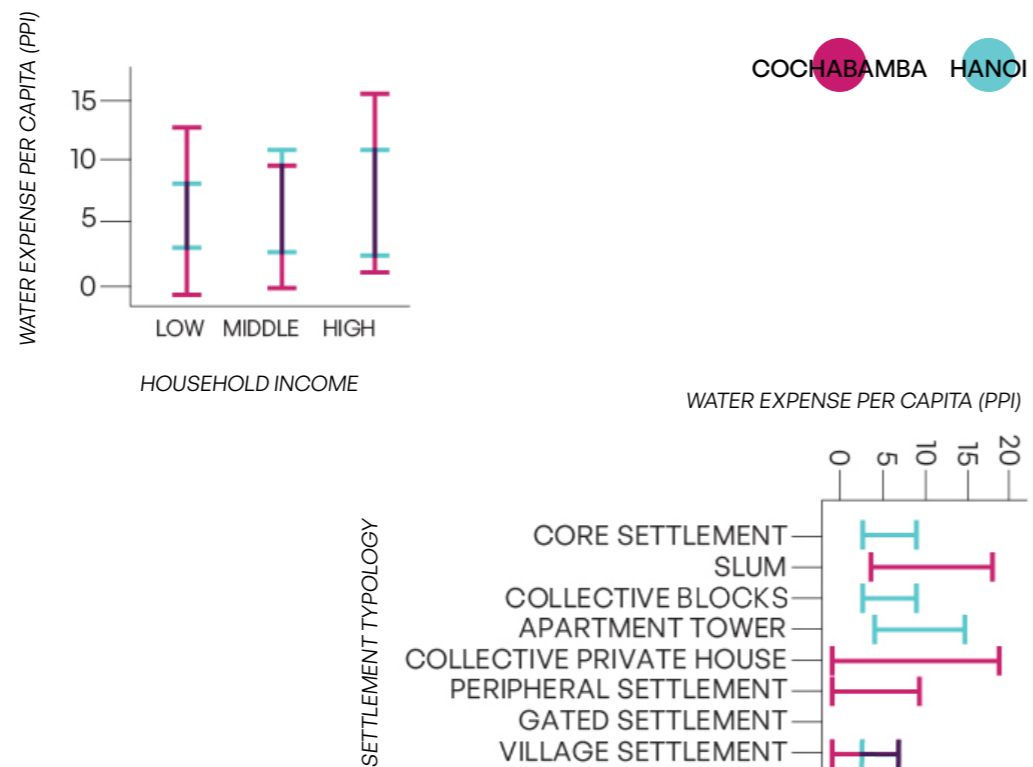 WATER EXPENSE PER CAPITA (PPI)
15
10
5
0
LOW MIDDLE HIGH
HOUSEHOLD INCOME
COCHABAMBA HANOI
WATER EXPENSE PER CAPITA (PPI)
0 5 10 15 20
SETTLEMENT TYPOLOGY
CORE SETTLEMENT
SLUM
COLLECTIVE BLOCKS
APARTMENT TOWER
COLLECTIVE PRIVATE HOUSE
PERIPHERAL SETTLEMENT
GATED SETTLEMENT
VILLAGE SETTLEMENT